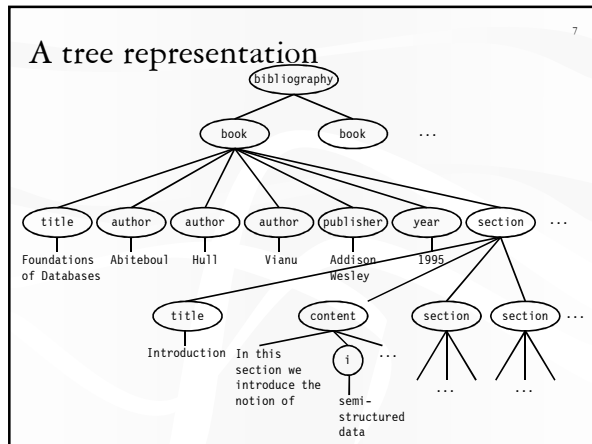 7
A tree representation
bibliography
book book ...
title author author author publisher year section ...
Foundations Abiteboul Hull Vianu Addison 1995
of Databases Wesley
title content section section ...
Introduction In this ...
section we i
introduce the ... ...
notion of semi-
structured
data